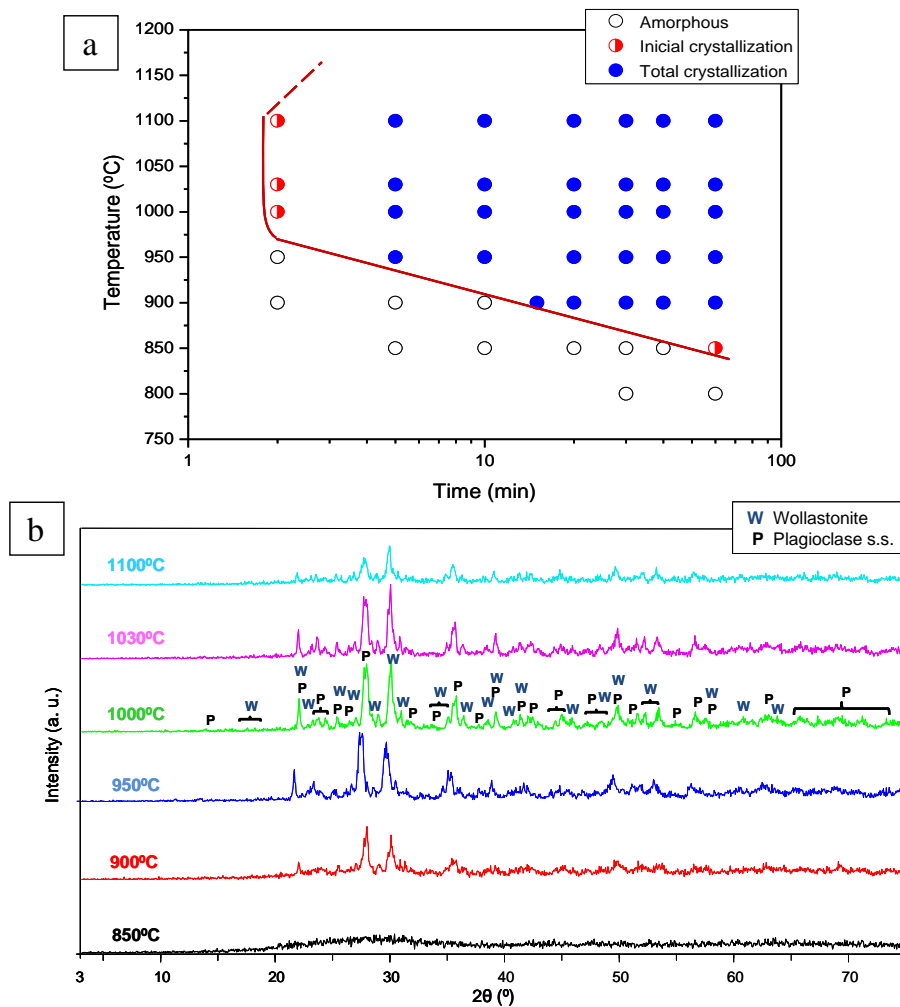 a
Amorphous
Inicial crystallization
Total crystallization
1200
1150
1100
1050
1000
950
900
850
800
750
Temperature (ºC)
1 10 100
Time (min)
b
W Wollastonite
P Plagioclase s.s.
1100ºC
1030ºC
1000ºC
950ºC
900ºC
850ºC
P W W P W P W P W P W W W P W P P W W P W W P W P P W W P P W W P P P W P W P W P W P
Intensity (a. u.)
3 10 20 30 40 50 60 70
2θ (º)